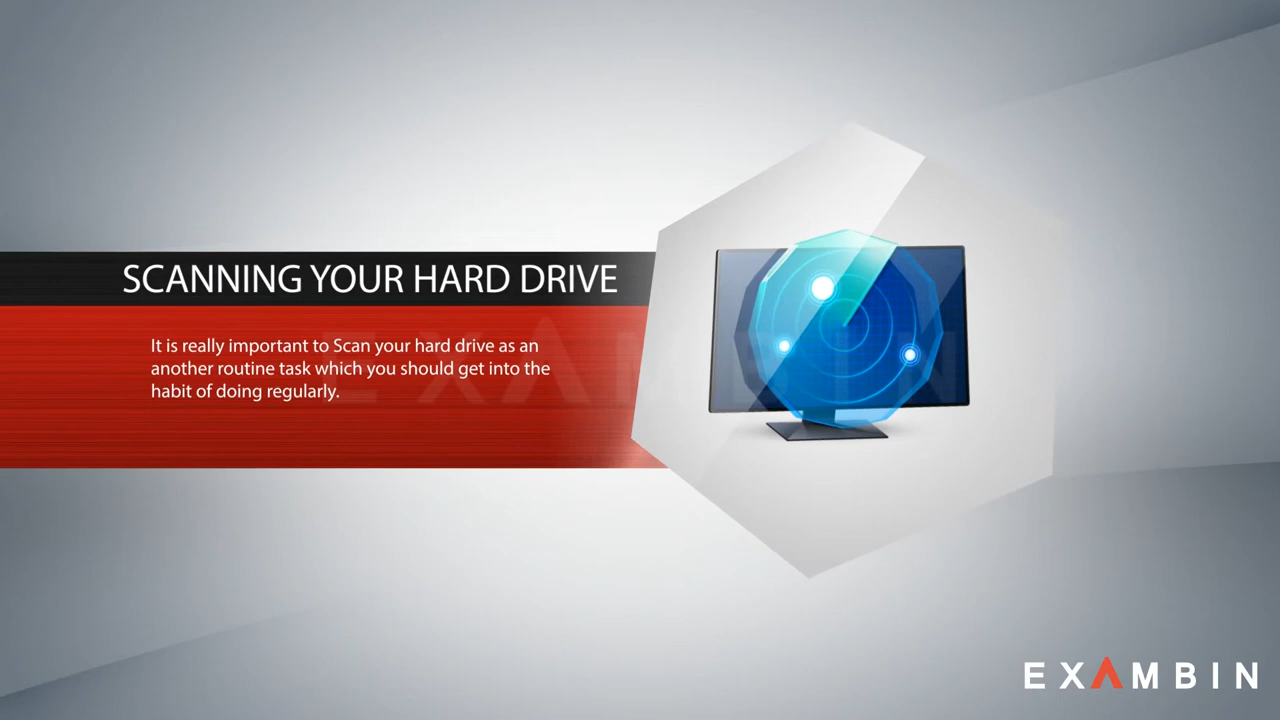 SCANNING YOUR HARD DRIVE
It is really important to Scan your hard drive as an
another routine task which you should get into the
habit of doing regularly.
EXAMBIN
EXAMBIN